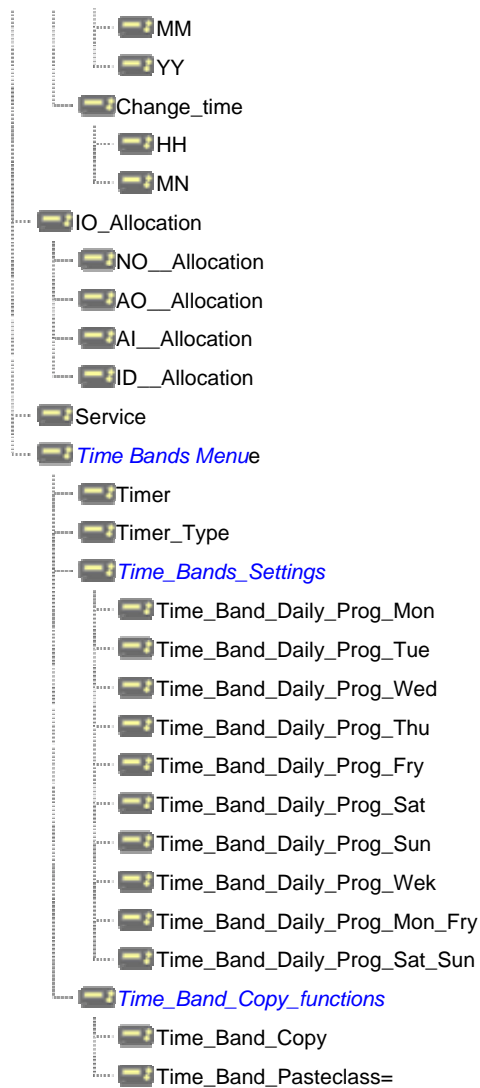 MM
YY
Change_time
HH
MN
IO_Allocation
NO__Allocation
AO__Allocation
AI__Allocation
ID__Allocation
Service
Time Bands Menue
Timer
Timer_Type
Time_Bands_Settings
Time_Band_Daily_Prog_Mon
Time_Band_Daily_Prog_Tue
Time_Band_Daily_Prog_Wed
Time_Band_Daily_Prog_Thu
Time_Band_Daily_Prog_Fry
Time_Band_Daily_Prog_Sat
Time_Band_Daily_Prog_Sun
Time_Band_Daily_Prog_Wek
Time_Band_Daily_Prog_Mon_Fry
Time_Band_Daily_Prog_Sat_Sun
Time_Band_Copy_functions
Time_Band_Copy
Time_Band_Pasteclass=